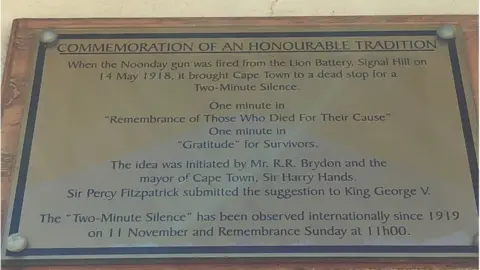 COMMEMORATION OF AN HONOURABLE TRADITION
When the Noonday gun was fired from the Lion Battery, Signal Hill on
14 May 1918, it brought Cape Town to a dead stop for a
Two-Minute Silence.
One minute in
"Remembrance of Those Who Died For Their Cause"
One minute in
"Gratitude" for Survivors.
The idea was initiated by Mr. R.R. Brydon and the
mayor of Cape Town, Sir Harry Hands.
Sir Percy Fitzpatrick submitted the suggestion to King George V.
The "Two-Minute Silence" has been observed internationally since 1919
on 11 November and Remembrance Sunday at 11h00.